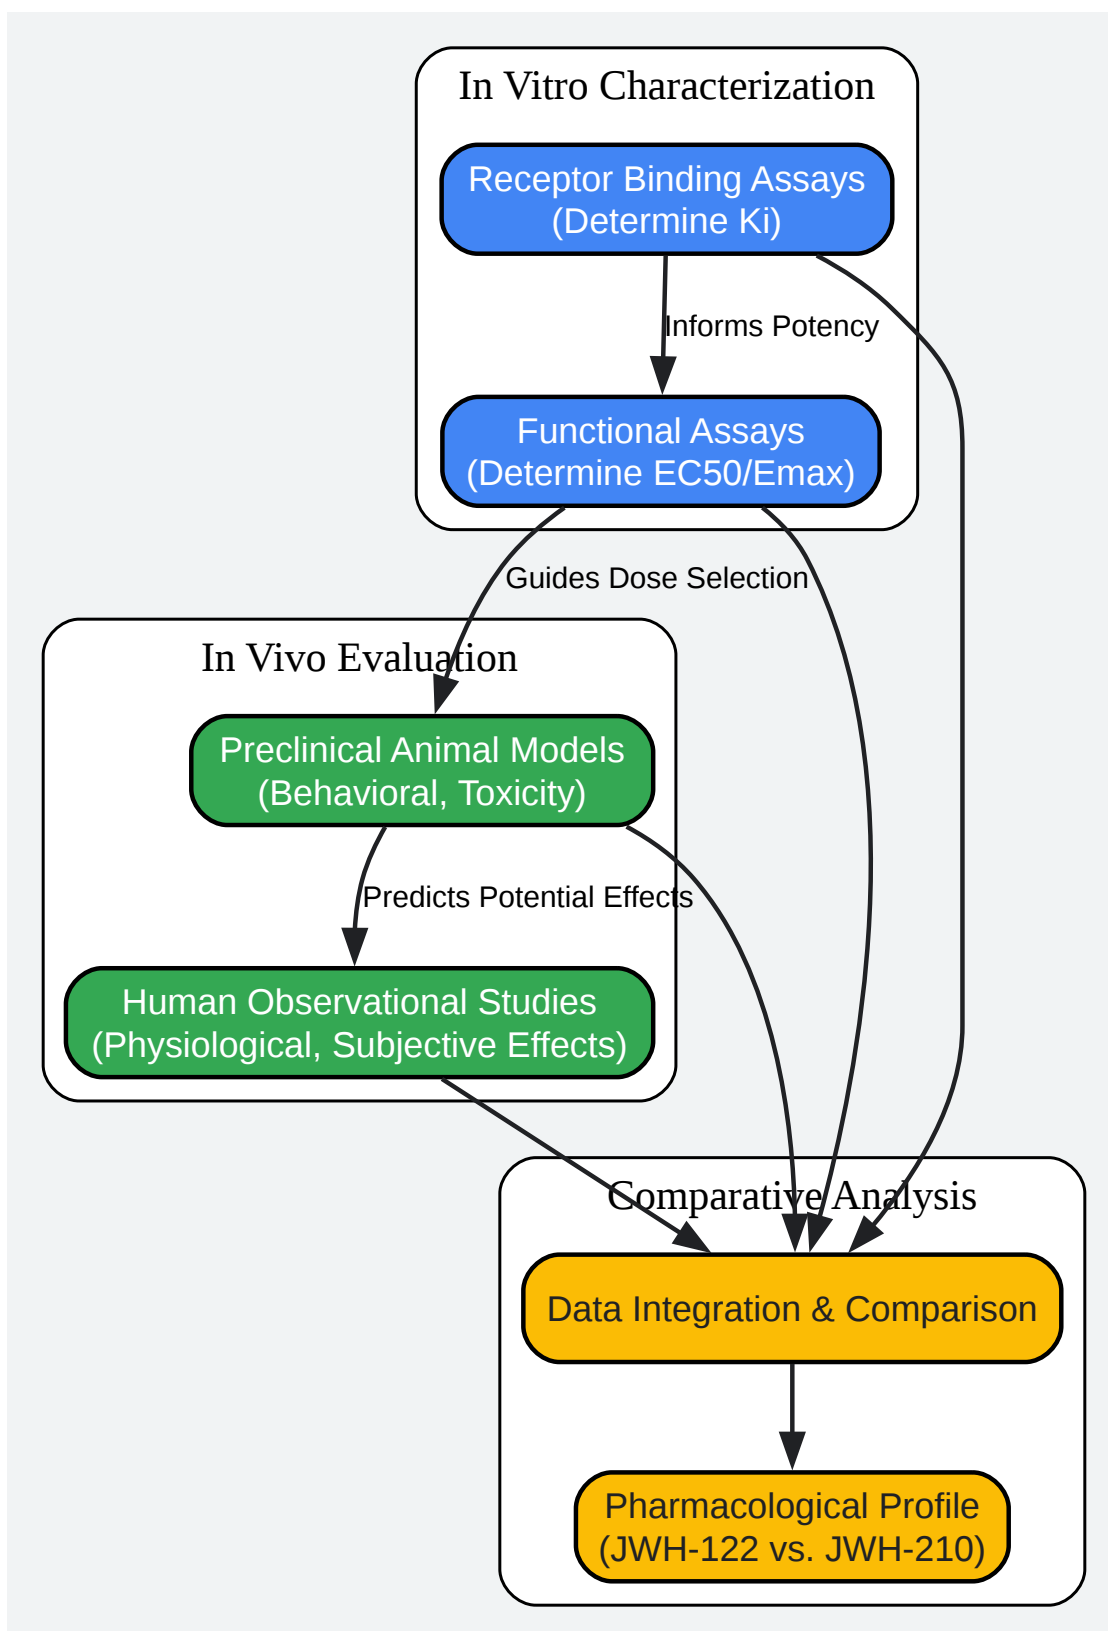 In Vitro Characterization
Receptor Binding Assays
(Determine Ki)
Informs Potency
Functional Assays
(Determine EC50/Emax)
Guides Dose Selection
In Vivo Evaluation
Preclinical Animal Models
(Behavioral, Toxicity)
Predicts Potential Effects
Human Observational Studies
(Physiological, Subjective Effects)
Comparative Analysis
Data Integration & Comparison
Pharmacological Profile
(JWH-122 vs. JWH-210)